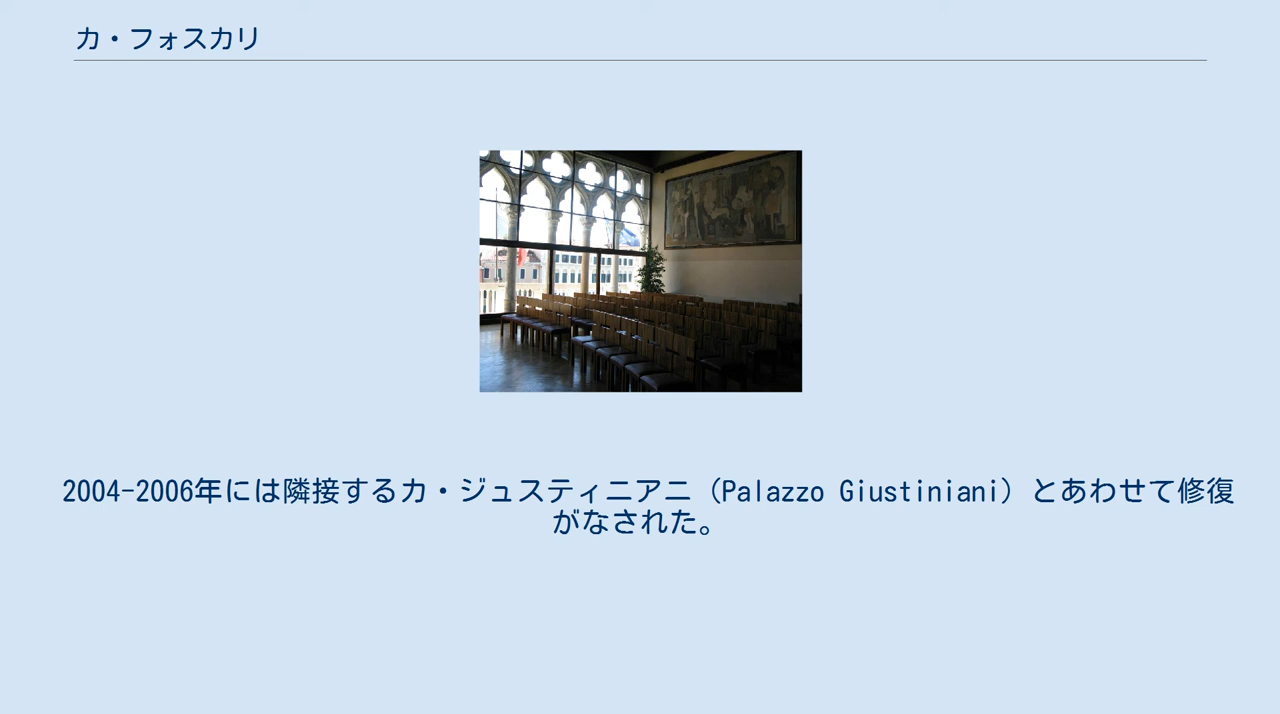 カ・フォスカリ
2004-2006年には隣接するカ・ジュスティニアニ（Palazzo Giustiniani）とあわせて修復
がなされた。